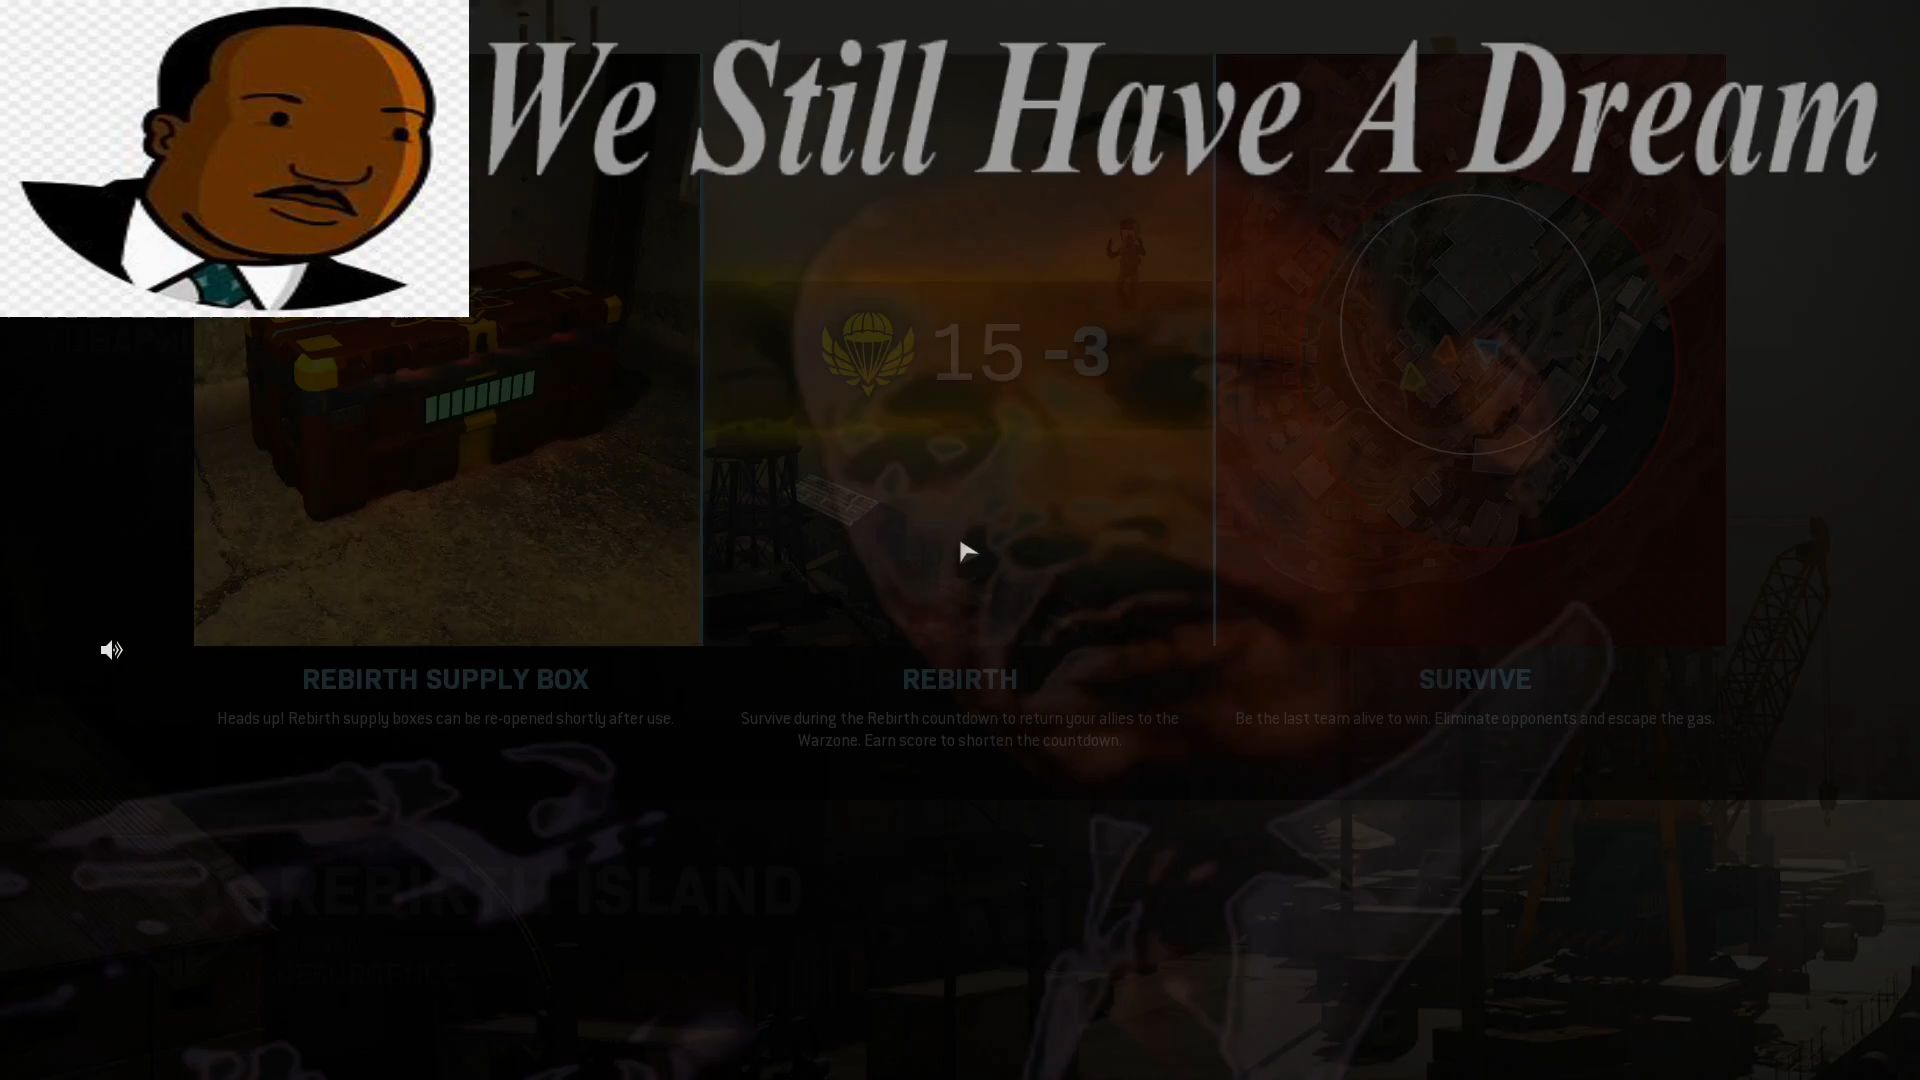 We Still Have A Dream
15 -3
REBIRTH SUPPLY BOX
Heads up! Rebirth supply boxes can be re-opened shortly after use.
REBIRTH
Survive during the Rebirth countdown to return your allies to the
Warzone. Earn score to shorten the countdown.
SURVIVE
Be the last team alive to win. Eliminate opponents and escape the gas.
REBIRTH ISLAND